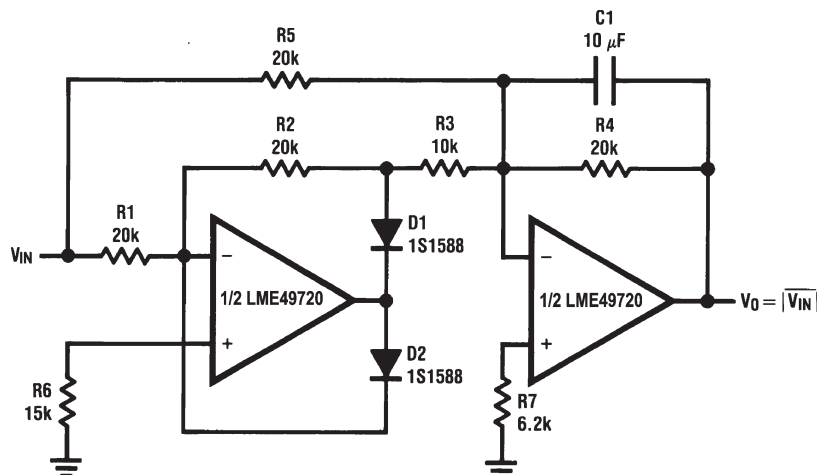 R5
20k
C1
10 μF
R2
20k
R3
10k
R4
20k
R1
20k
D1
1S1588
VIN
−
1/2 LME49720
+
−
1/2 LME49720
+
VO = |VIN|
D2
1S1588
R6
15k
R7
6.2k